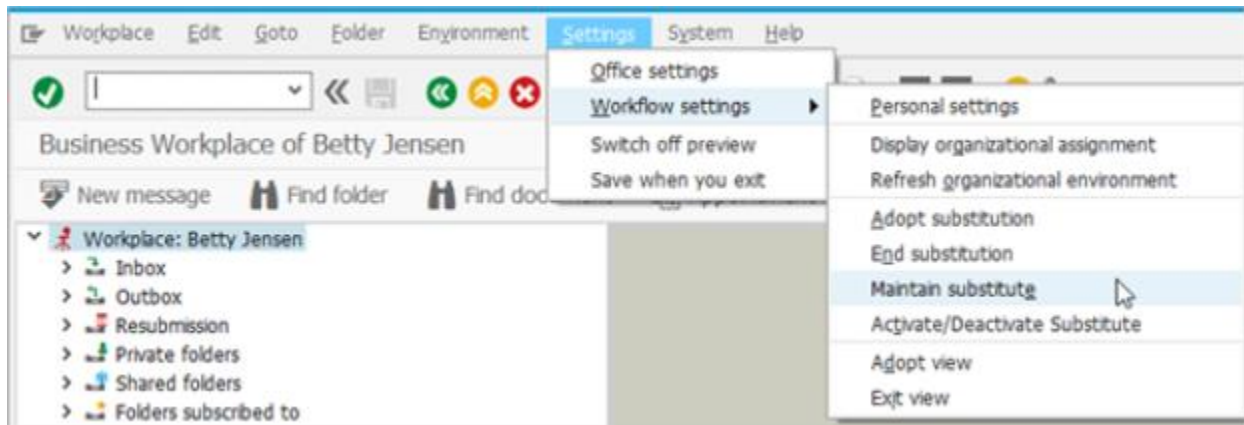 Workplace Edit Goto Folder Environment Settings System Help
Office settings
Workflow settings
Switch off preview
Save when you exit
Personal settings
Display organizational assignment
Refresh organizational environment
Adopt substitution
End substitution
Maintain substitute
Activate/Deactivate Substitute
Adopt view
Exit view
Business Workplace of Betty Jensen
New message Find folder Find doc
Workplace: Betty Jensen
Inbox
Outbox
Resubmission
Private folders
Shared folders
Folders subscribed to